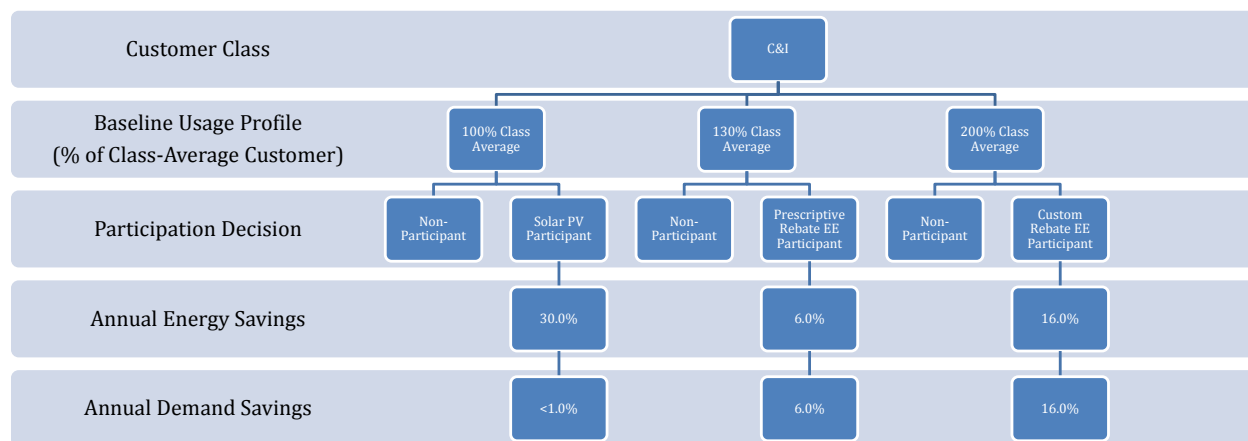 Customer Class
C&I
Baseline Usage Profile
(% of Class-Average Customer)
100% Class
Average
130% Class
Average
200% Class
Average
Participation Decision
Non-
Participant
Solar PV
Participant
Non-
Participant
Prescriptive
Rebate EE
Participant
Non-
Participant
Custom
Rebate EE
Participant
Annual Energy Savings
30.0%
6.0%
16.0%
Annual Demand Savings
<1.0%
6.0%
16.0%